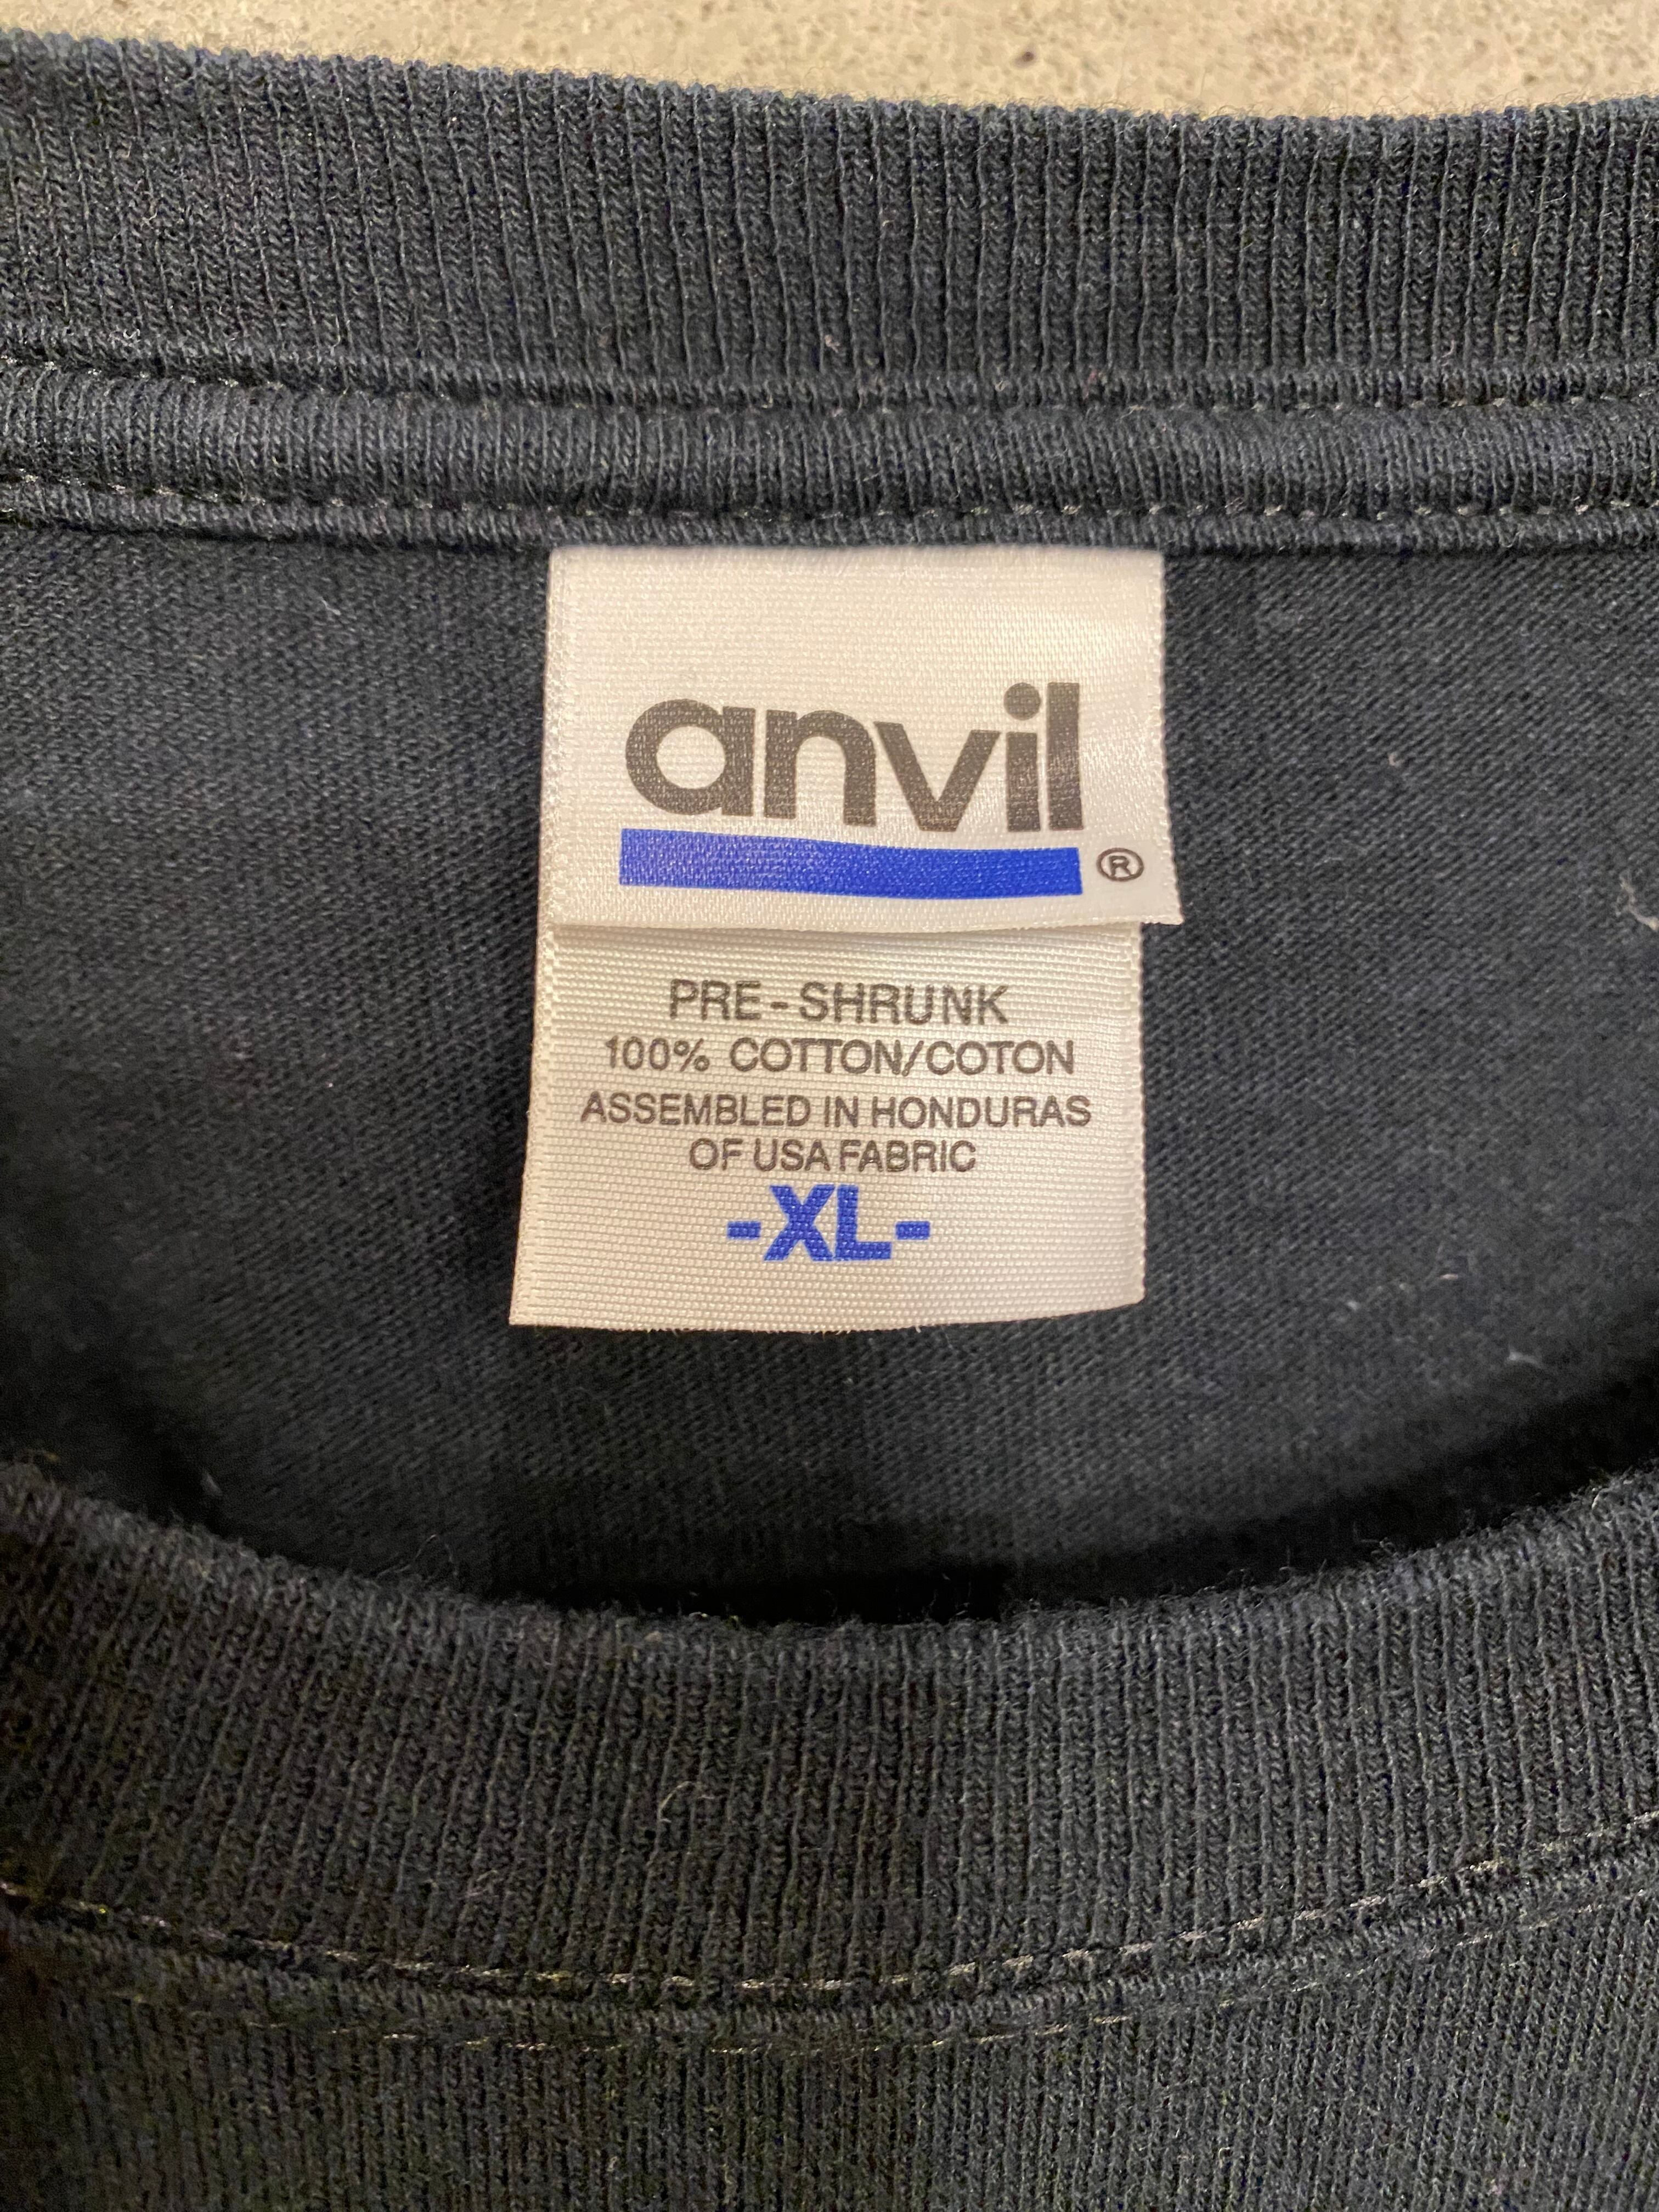 anvil
®
PRE-SHRUNK
100% COTTON/COTON
ASSEMBLED IN HONDURAS
OF USA FABRIC
-XL-